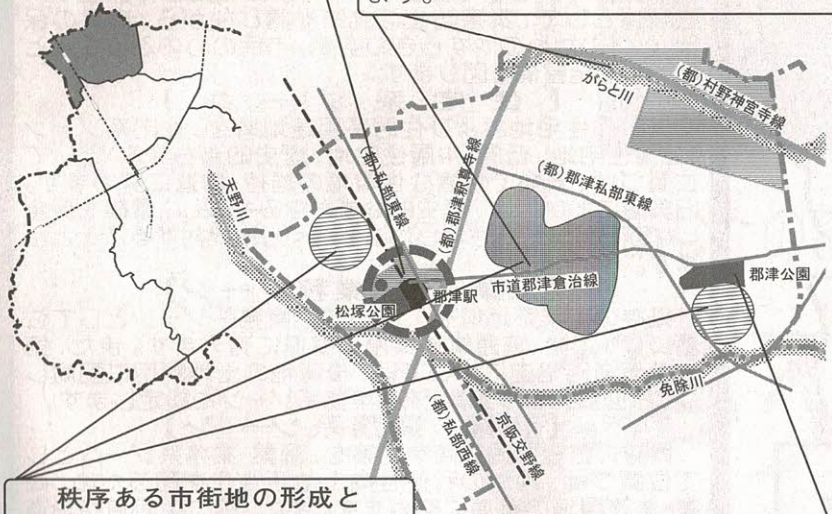 がらと川
(都)村野神宮寺線
(都)私部東線
(都)郡津釈尊寺線
(都)郡津私部東線
天野川
郡津駅
市道郡津倉治線
郡津公園
松塚公園
免除川
(都)私部西線
京阪交野線
秩序ある市街地の形成と